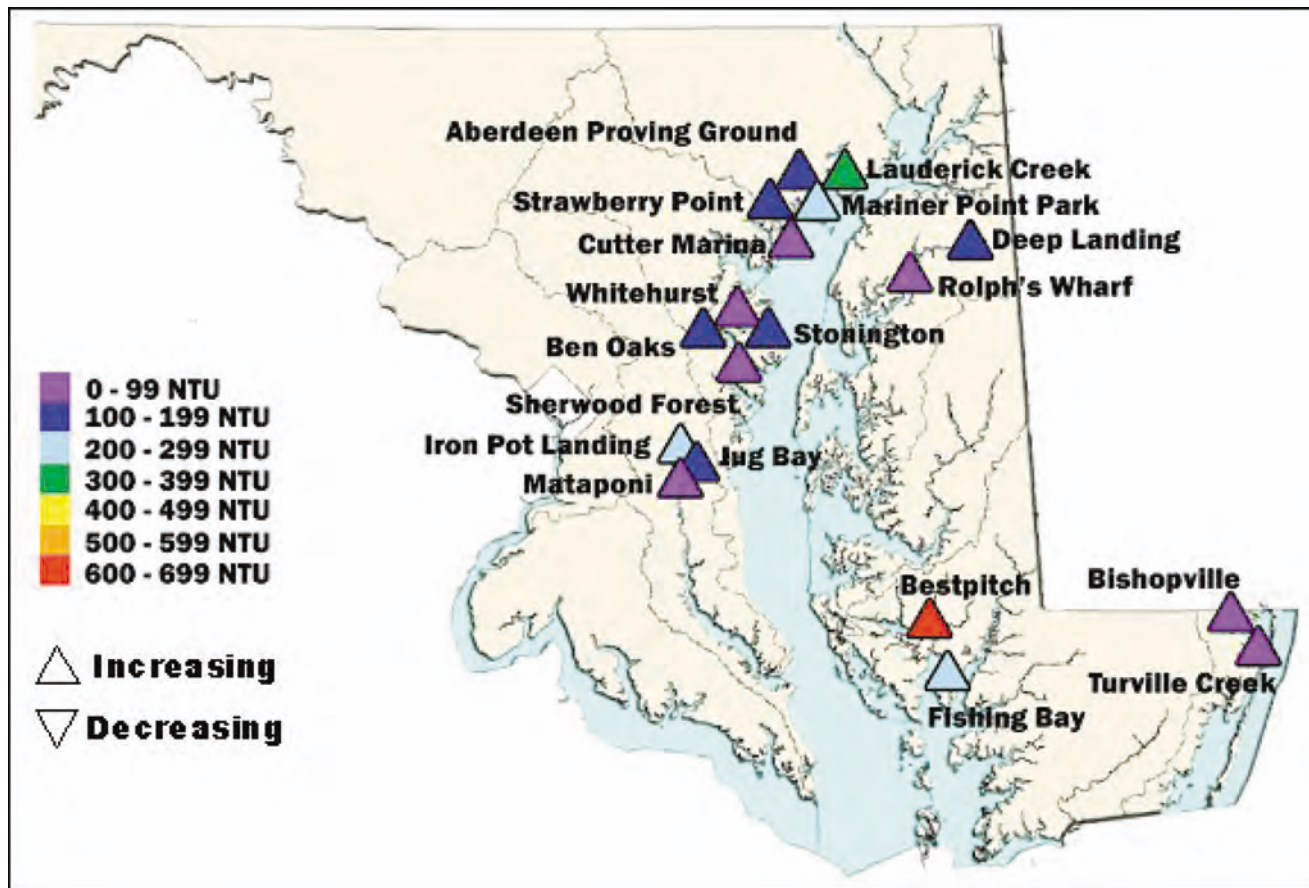 Aberdeen Proving Ground
Lauderick Creek
Strawberry Point
Mariner Point Park
Cutter Marina
Deep Landing
Rolph's Wharf
Whitehurst
Stonington
Ben Oaks
Sherwood Forest
Iron Pot Landing
Jug Bay
Mataponi
0 - 99 NTU
100 - 199 NTU
200 - 299 NTU
300 - 399 NTU
400 - 499 NTU
500 - 599 NTU
600 - 699 NTU
Increasing
Decreasing
Bestpitch
Bishopville
Turville Creek
Fishing Bay